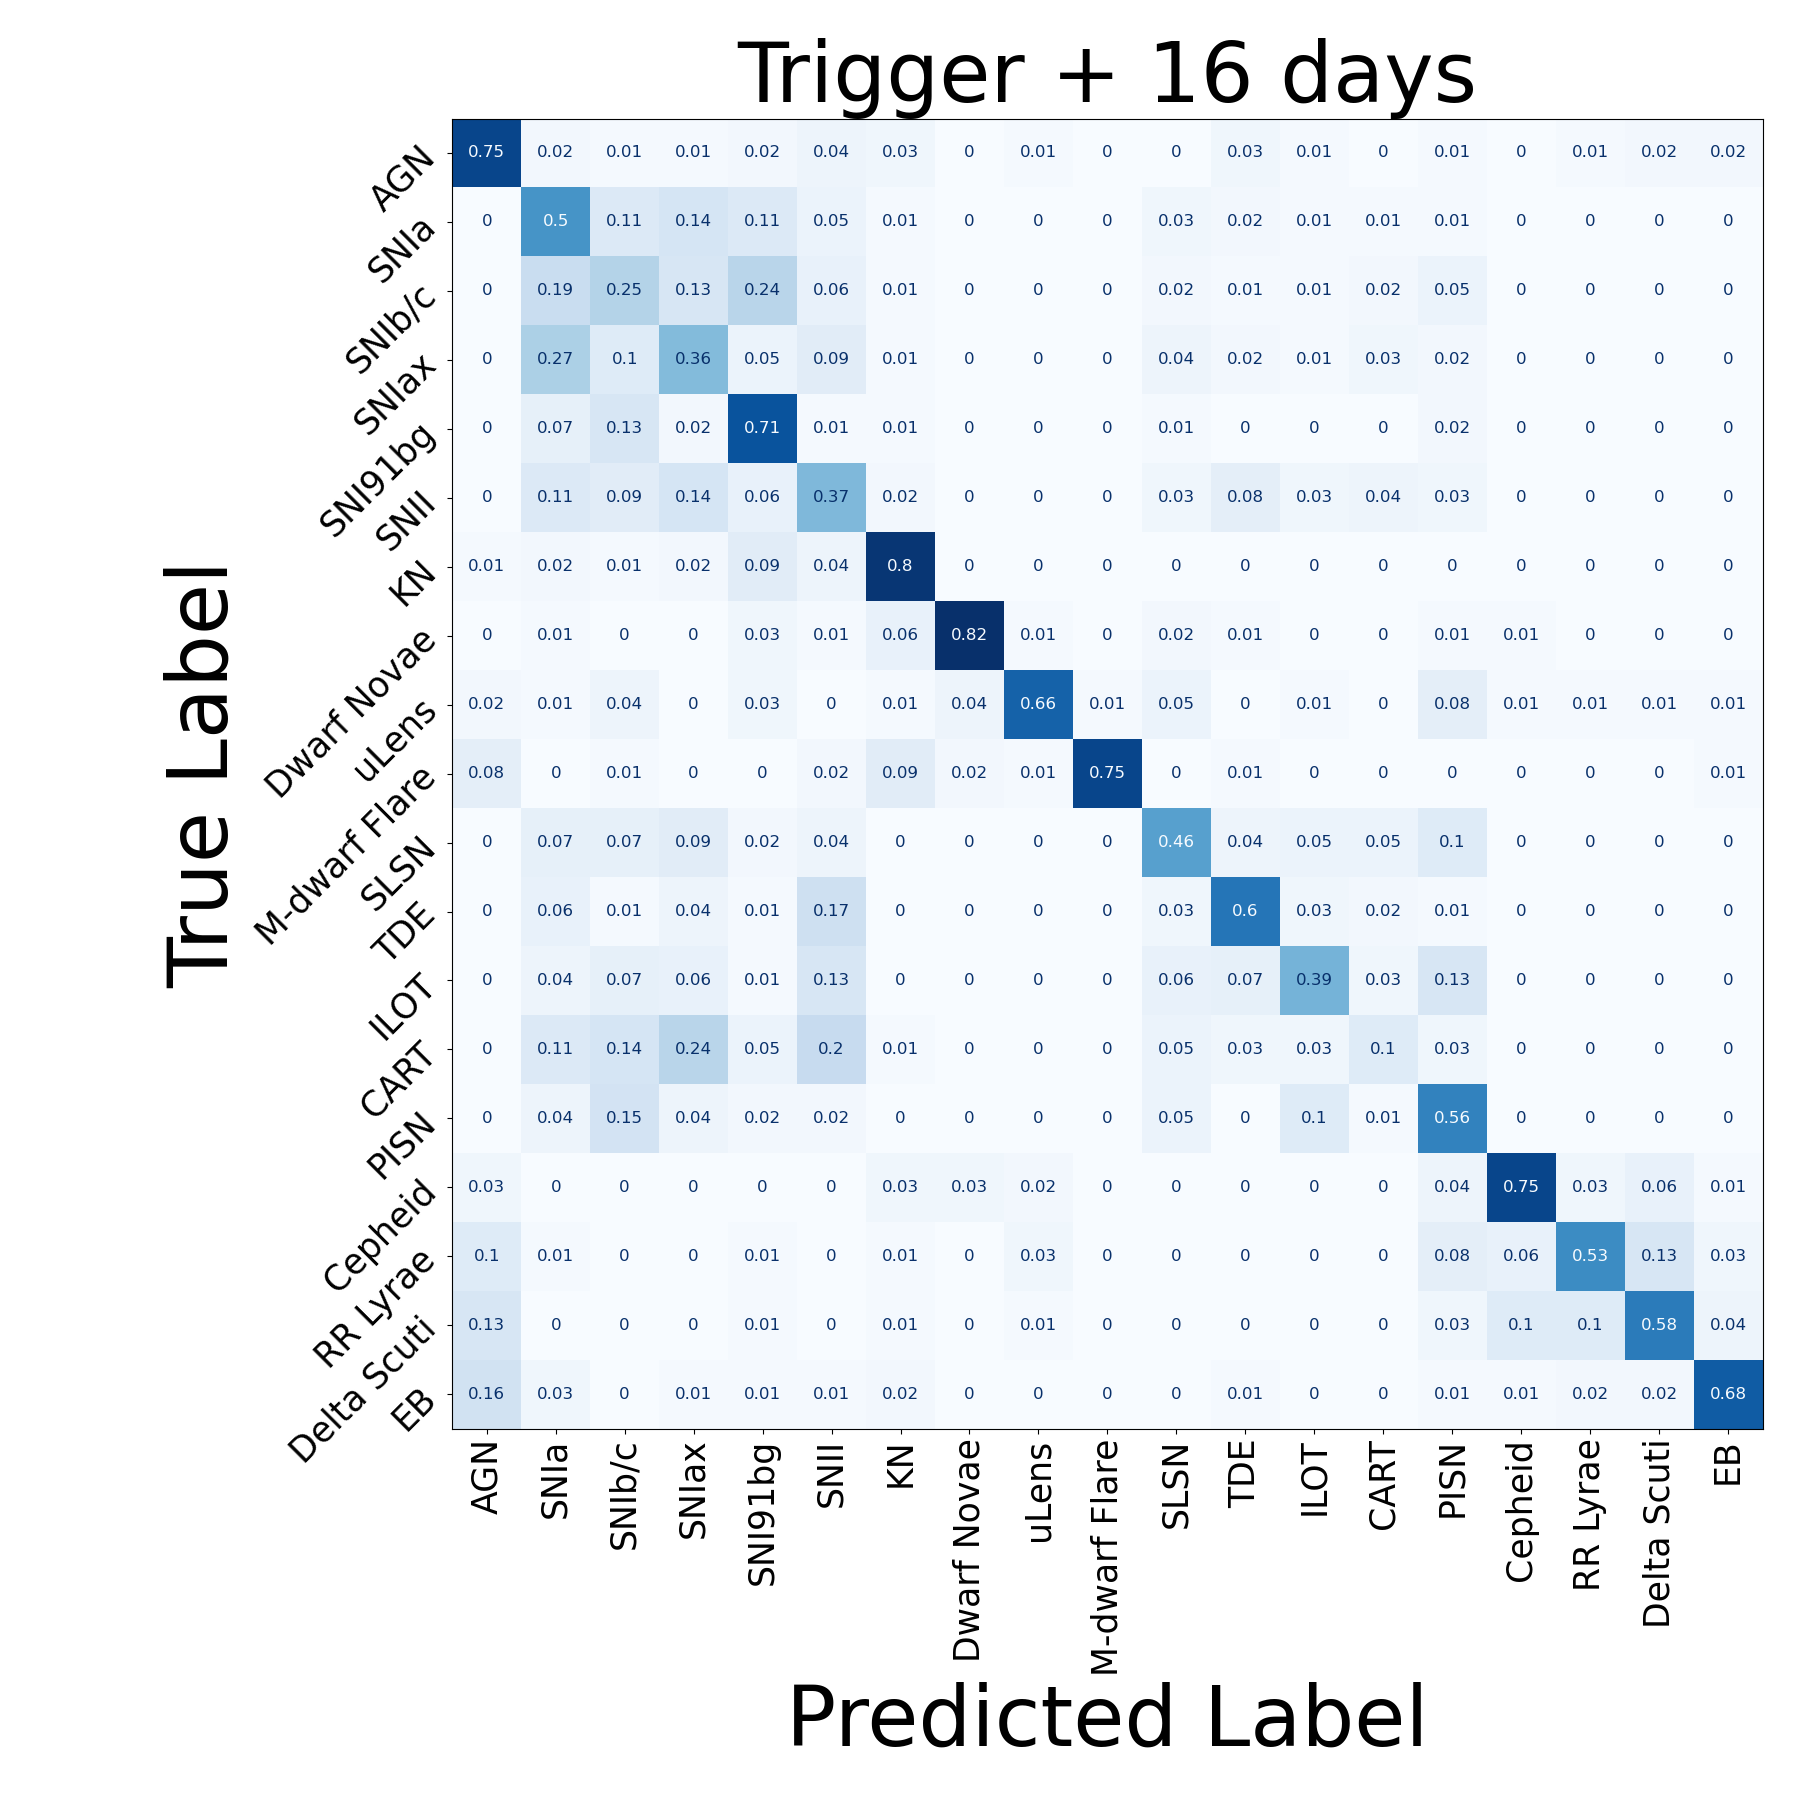 Trigger + 16 days
True Label
AGN 0.75 0.02 0.01 0.01 0.02 0.04 0.03 0 0.01 0 0 0.03 0.01 0 0.01 0 0.01 0.02 0.02
SNIa 0 0.5 0.11 0.14 0.11 0.05 0.01 0 0 0 0.03 0.02 0.01 0.01 0.01 0 0 0 0
SNIb/c 0 0.19 0.25 0.13 0.24 0.06 0.01 0 0 0 0.02 0.01 0.01 0.02 0.05 0 0 0 0
SNIax 0 0.27 0.1 0.36 0.05 0.09 0.01 0 0 0 0.04 0.02 0.01 0.03 0.02 0 0 0 0
SNI91bg 0 0.07 0.13 0.02 0.71 0.01 0.01 0 0 0 0.01 0 0 0 0.02 0 0 0 0
SNII 0 0.11 0.09 0.14 0.06 0.37 0.02 0 0 0 0.03 0.08 0.03 0.04 0.03 0 0 0 0
KN 0.01 0.02 0.01 0.02 0.09 0.04 0.8 0 0 0 0 0 0 0 0 0 0 0 0
Dwarf Novae 0 0.01 0 0 0.03 0.01 0.06 0.82 0.01 0 0.02 0.01 0 0 0.01 0.01 0 0 0
uLens 0.02 0.01 0.04 0 0.03 0 0.01 0.04 0.66 0.01 0.05 0 0.01 0 0.08 0.01 0.01 0.01 0.01
M-dwarf Flare 0.08 0 0.01 0 0 0.02 0.09 0.02 0.01 0.75 0 0.01 0 0 0 0 0 0 0.01
SLSN 0 0.07 0.07 0.09 0.02 0.04 0 0 0 0 0.46 0.04 0.05 0.05 0.1 0 0 0 0
TDE 0 0.06 0.01 0.04 0.01 0.17 0 0 0 0 0.03 0.6 0.03 0.02 0.01 0 0 0 0
ILOT 0 0.04 0.07 0.06 0.01 0.13 0 0 0 0 0.06 0.07 0.39 0.03 0.13 0 0 0 0
CART 0 0.11 0.14 0.24 0.05 0.2 0.01 0 0 0 0.05 0.03 0.03 0.1 0.03 0 0 0 0
PISN 0 0.04 0.15 0.04 0.02 0.02 0 0 0 0 0.05 0 0.1 0.01 0.56 0 0 0 0
Cepheid 0.03 0 0 0 0 0 0.03 0.03 0.02 0 0 0 0 0 0.04 0.75 0.03 0.06 0.01
RR Lyrae 0.1 0.01 0 0 0.01 0 0.01 0 0.03 0 0 0 0 0 0.08 0.06 0.53 0.13 0.03
Delta Scuti 0.13 0 0 0 0.01 0 0.01 0 0.01 0 0 0 0 0 0.03 0.1 0.1 0.58 0.04
EB 0.16 0.03 0 0.01 0.01 0.01 0.02 0 0 0 0 0.01 0 0 0.01 0.01 0.02 0.02 0.68
AGN SNIa SNIb/c SNIax SNI91bg SNII KN Dwarf Novae uLens M-dwarf Flare SLSN TDE ILOT CART PISN Cepheid RR Lyrae Delta Scuti EB
Predicted Label